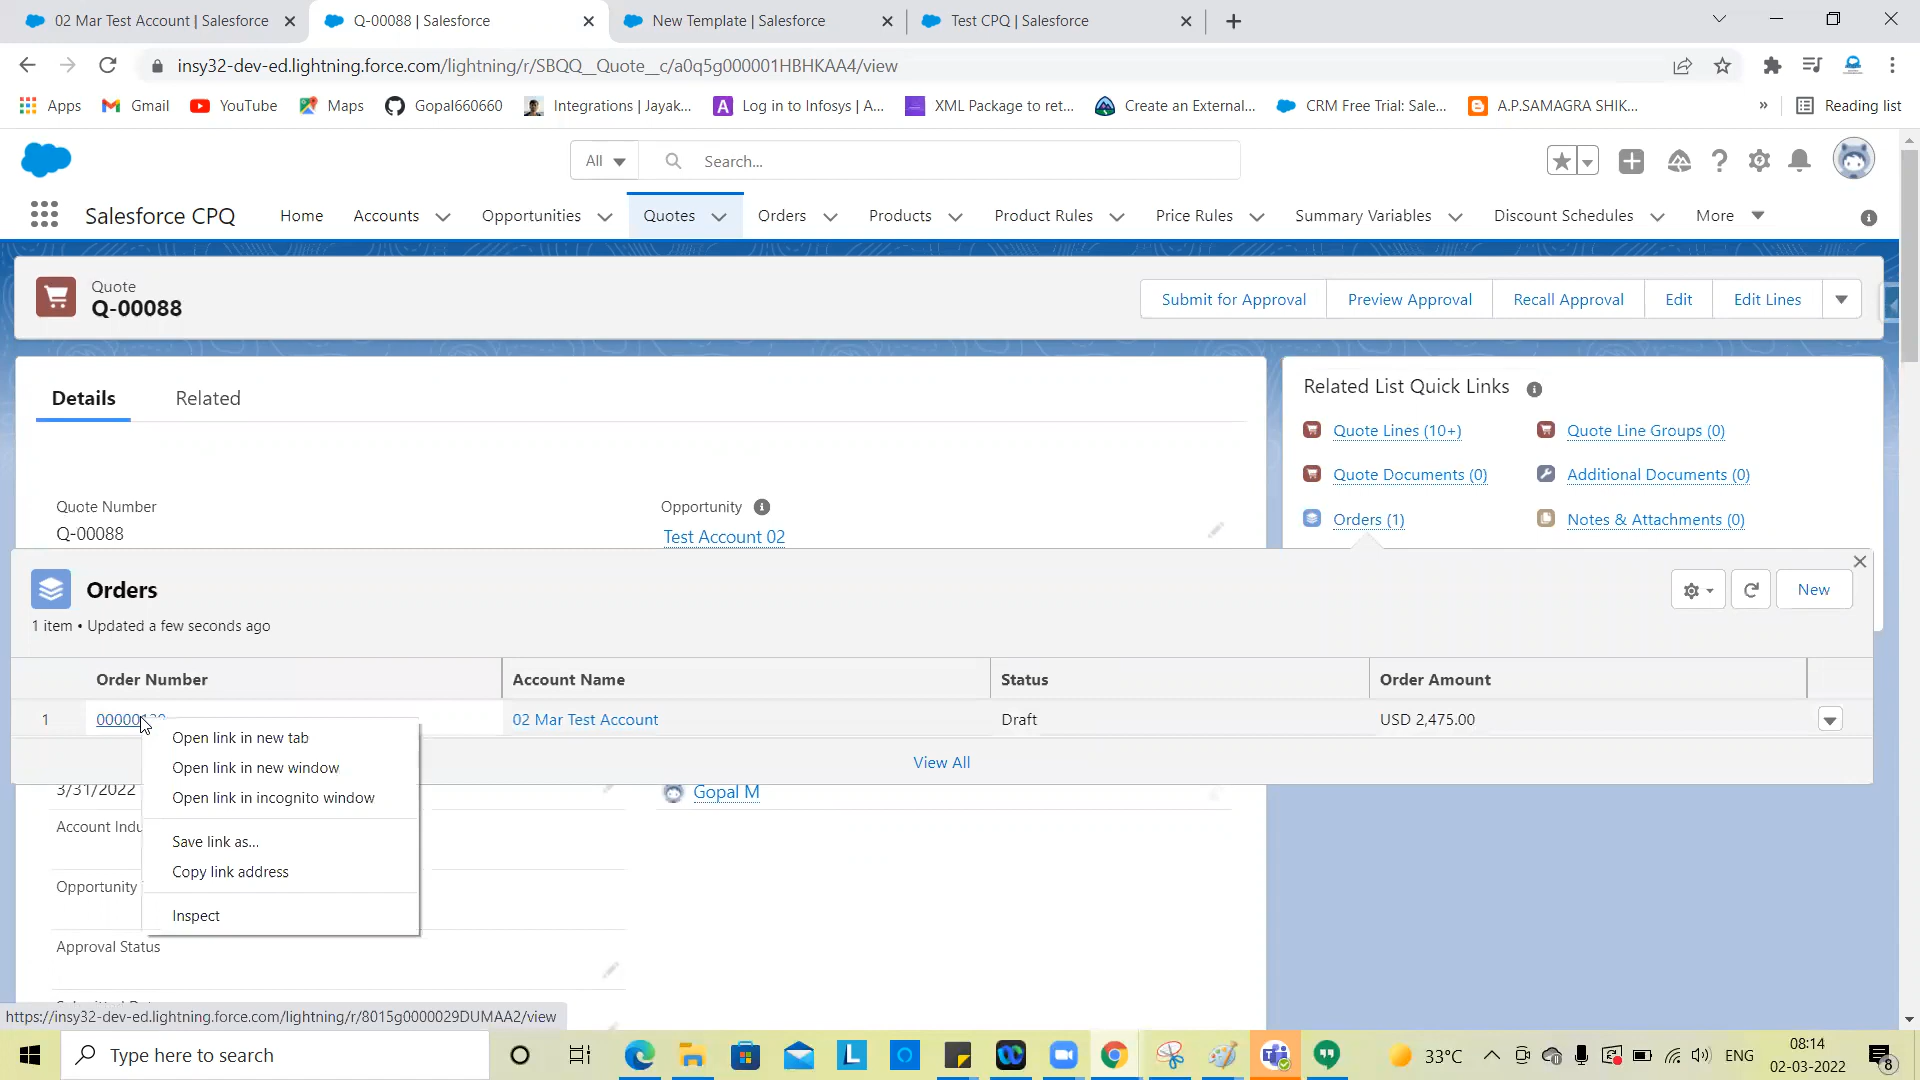 02 Mar Test Account | Salesforce
Q-00088 | Salesforce
New Template | Salesforce
Test CPQ | Salesforce
insy32-dev-ed.lightning.force.com/lightning/r/SBQQ__Quote__c/a0q5g000001HBHKAA4/view
Apps
Gmail
YouTube
Maps
Gopal660060
Integrations | Jayak...
Log in to Infosys | A...
XML Package to ret...
Create an External...
CRM Free Trial: Sale...
A.P.SAMAGRA SHIK...
»
Reading list
All
Search...
Salesforce CPQ
Home
Accounts
Opportunities
Quotes
Orders
Products
Product Rules
Price Rules
Summary Variables
Discount Schedules
More
Quote
Q-00088
Submit for Approval
Preview Approval
Recall Approval
Edit
Edit Lines
Details
Related
Related List Quick Links
Quote Lines (10+)
Quote Line Groups (0)
Quote Documents (0)
Additional Documents (0)
Orders (1)
Notes & Attachments (0)
Quote Number
Q-00088
Opportunity
Test Account 02
Orders
1 item • Updated a few seconds ago
New
Order Number
Account Name
Status
Order Amount
1
02 Mar Test Account
Draft
USD 2,475.00
View All
Open link in new tab
Open link in new window
Open link in incognito window
Save link as...
Copy link address
Inspect
3/31/2022
Gopal M
Account Indu
Opportunity
Approval Status
https://insy32-dev-ed.lightning.force.com/lightning/r/8015g0000029DUMAA2/view
Type here to search
33°C
ENG
08:14
02-03-2022
8